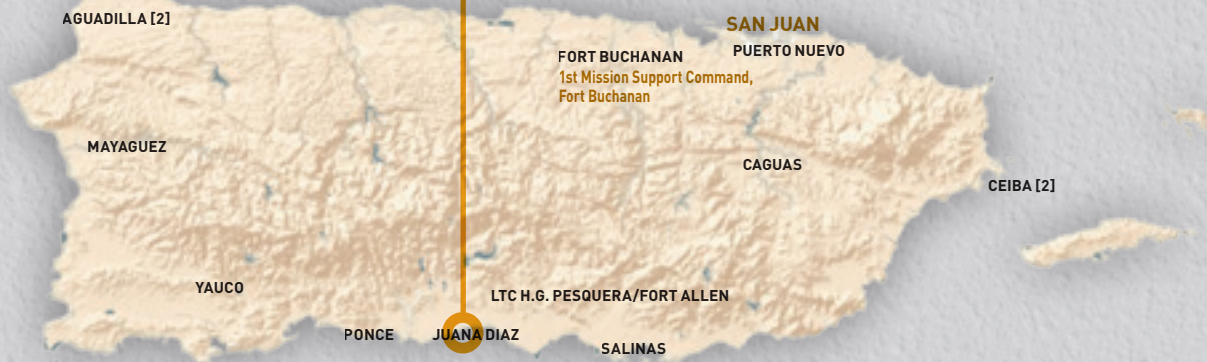 AGUADILLA [2]
SAN JUAN
PUERTO NUEVO
FORT BUCHANAN
1st Mission Support Command,
Fort Buchanan
MAYAGUEZ
CAGUAS
CEIBA [2]
YAUCO
LTC H.G. PESQUERA/FORT ALLEN
PONCE
JUANA DIAZ
SALINAS